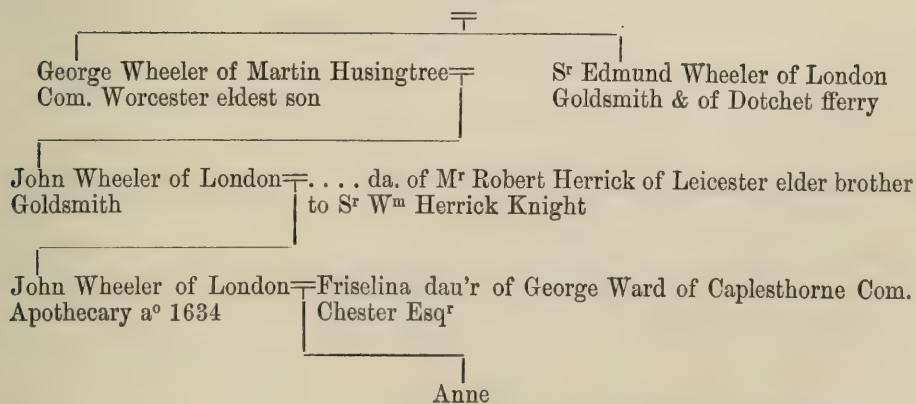 George Wheeler of Martin Husingtree
Com. Worcester eldest son
Sʳ Edmund Wheeler of London
Goldsmith & of Dotchet fferry
John Wheeler of London
Goldsmith
. . . . da. of Mʳ Robert Herrick of Leicester elder brother
to Sʳ Wᵐ Herrick Knight
John Wheeler of London
Apothecary aᵒ 1634
Friselina dau'r of George Ward of Caplesthorne Com.
Chester Esqʳ
Anne